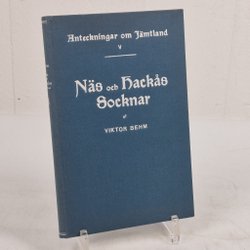 Anteckningar om Jämtland
V
Näs och Hackås
Socknar
af
VIKTOR BEHM